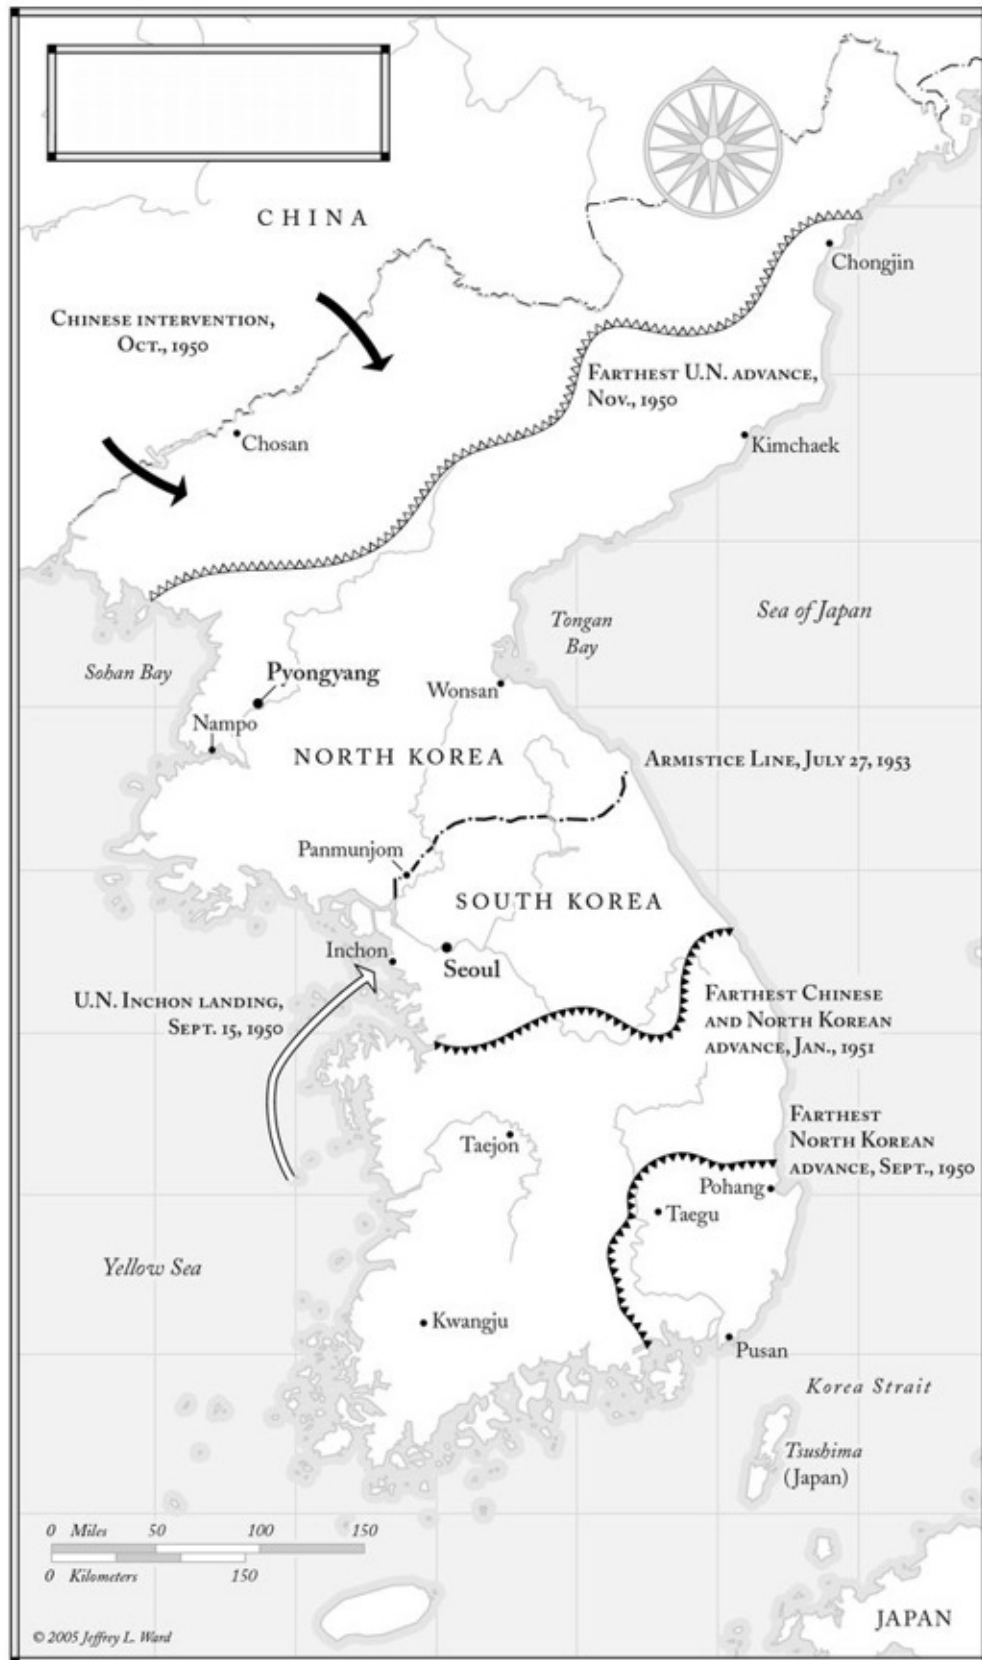 CHINA
CHINESE INTERVENTION,
OCT., 1950
Chongjin
FARTHEST U.N. ADVANCE,
NOV., 1950
Chosan
Kimchaek
Tongan
Bay
Sea of Japan
Sohan Bay
Pyongyang
Wonsan
Nampo
NORTH KOREA
ARMISTICE LINE, JULY 27, 1953
Panmunjom
SOUTH KOREA
Inchon
Seoul
U.N. INCHON LANDING,
SEPT. 15, 1950
FARTHEST CHINESE
AND NORTH KOREAN
ADVANCE, JAN., 1951
FARTHEST
NORTH KOREAN
ADVANCE, SEPT., 1950
Taejon
Pohang
Taegu
Yellow Sea
Kwangju
Pusan
Korea Strait
Tsushima
(Japan)
0 Miles 50 100 150
0 Kilometers 150
JAPAN
© 2005 Jeffrey L. Ward